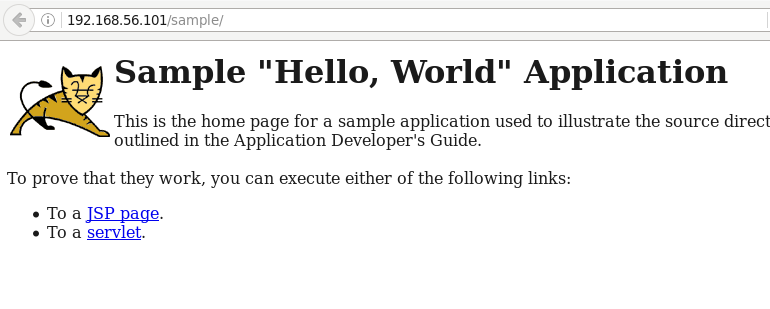 192.168.56.101/sample/
Sample "Hello, World" Application
This is the home page for a sample application used to illustrate the source direct
outlined in the Application Developer's Guide.
To prove that they work, you can execute either of the following links:
• To a JSP page.
• To a servlet.